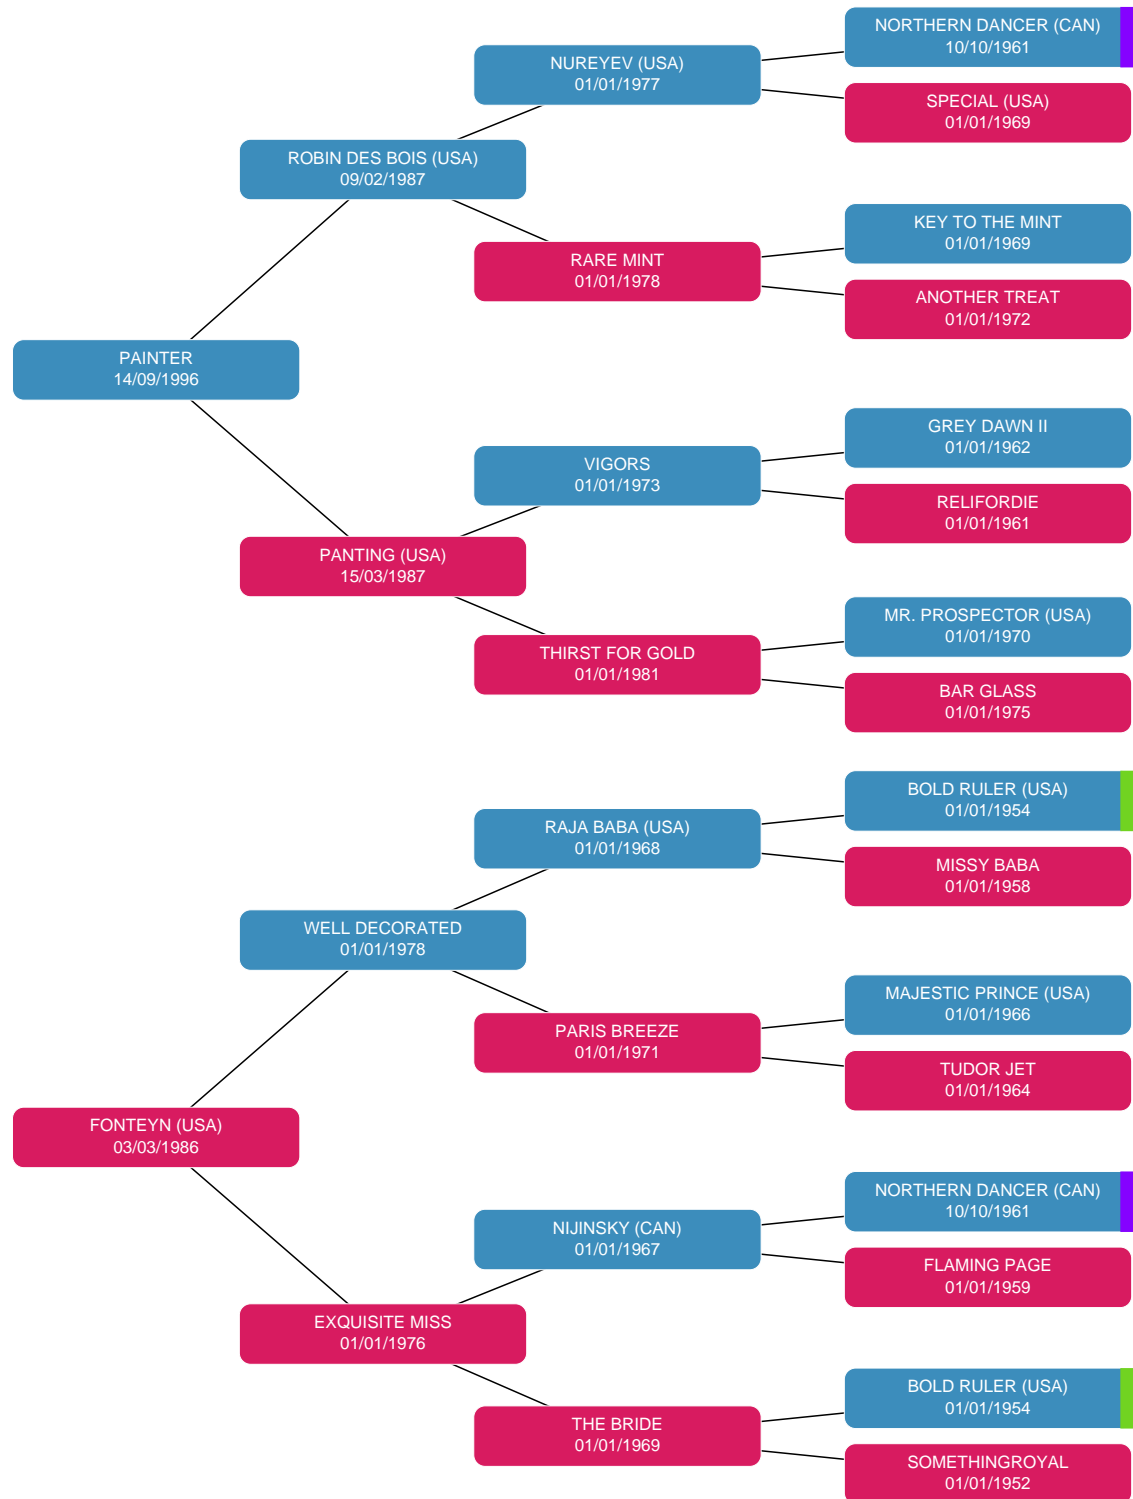 NORTHERN DANCER (CAN)
10/10/1961
NUREYEV (USA)
01/01/1977
SPECIAL (USA)
01/01/1969
ROBIN DES BOIS (USA)
09/02/1987
KEY TO THE MINT
01/01/1969
RARE MINT
01/01/1978
ANOTHER TREAT
01/01/1972
PAINTER
14/09/1996
GREY DAWN II
01/01/1962
VIGORS
01/01/1973
RELIFORDIE
01/01/1961
PANTING (USA)
15/03/1987
MR. PROSPECTOR (USA)
01/01/1970
THIRST FOR GOLD
01/01/1981
BAR GLASS
01/01/1975
BOLD RULER (USA)
01/01/1954
RAJA BABA (USA)
01/01/1968
MISSY BABA
01/01/1958
WELL DECORATED
01/01/1978
MAJESTIC PRINCE (USA)
01/01/1966
PARIS BREEZE
01/01/1971
TUDOR JET
01/01/1964
FONTEYN (USA)
03/03/1986
NORTHERN DANCER (CAN)
10/10/1961
NIJINSKY (CAN)
01/01/1967
FLAMING PAGE
01/01/1959
EXQUISITE MISS
01/01/1976
BOLD RULER (USA)
01/01/1954
THE BRIDE
01/01/1969
SOMETHINGROYAL
01/01/1952